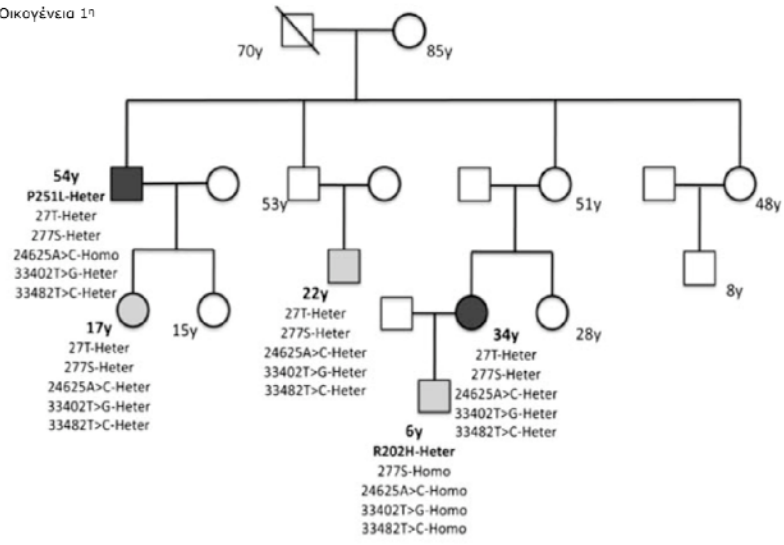 Οικογένεια 1η
70y
85y
54y
P251L-Heter
27T-Heter
277S-Heter
24625A>C-Homo
33402T>G-Heter
33482T>C-Heter
53y
51y
48y
17y
27T-Heter
277S-Heter
24625A>C-Heter
33402T>G-Heter
33482T>C-Heter
15y
22y
27T-Heter
277S-Heter
24625A>C-Heter
33402T>G-Heter
33482T>C-Heter
34y
27T-Heter
277S-Heter
24625A>C-Heter
33402T>G-Heter
33482T>C-Heter
28y
8y
6y
R202H-Heter
277S-Homo
24625A>C-Homo
33402T>G-Homo
33482T>C-Homo